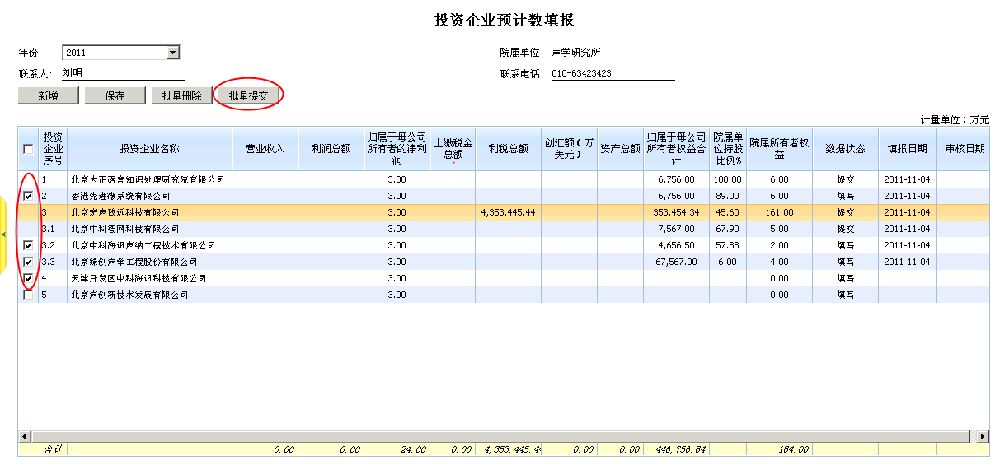 投资企业预计数填报
年份 2011 院属单位: 声学研究所
联系人: 刘明 联系电话: 010-63423423
新增 保存 批量删除 批量提交
计量单位：万元
投资企业序号 投资企业名称 营业收入 利润总额 归属于母公司所有者的净利润 上缴税金总额 利税总额 创汇额（万美元） 资产总额 归属于母公司所有者权益合计 院属单位持股比例% 院属所有者权益 数据状态 填报日期 审核日期
1 北京大正语言知识处理研究院有限公司 3.00 6,756.00 100.00 6.00 提交 2011-11-04
2 香港先进微系统有限公司 3.00 6,756.00 89.00 6.00 填写 2011-11-04
3 北京宏声致远科技有限公司 3.00 4,353,445.44 353,454.34 45.60 161.00 提交 2011-11-04
3.1 北京中科智网科技有限公司 3.00 7,567.00 67.90 5.00 提交 2011-11-04
3.2 北京中科海讯声纳工程技术有限公司 3.00 4,656.50 57.88 2.00 填写 2011-11-04
3.3 北京绿创声学工程股份有限公司 3.00 67,567.00 6.00 4.00 填写 2011-11-04
4 天津开发区中科海讯科技有限公司 3.00 0.00 填写
5 北京声创新技术发展有限公司 3.00 0.00 填写
合计 0.00 0.00 24.00 0.00 4,353,445.4 0.00 0.00 446,756.84 184.00